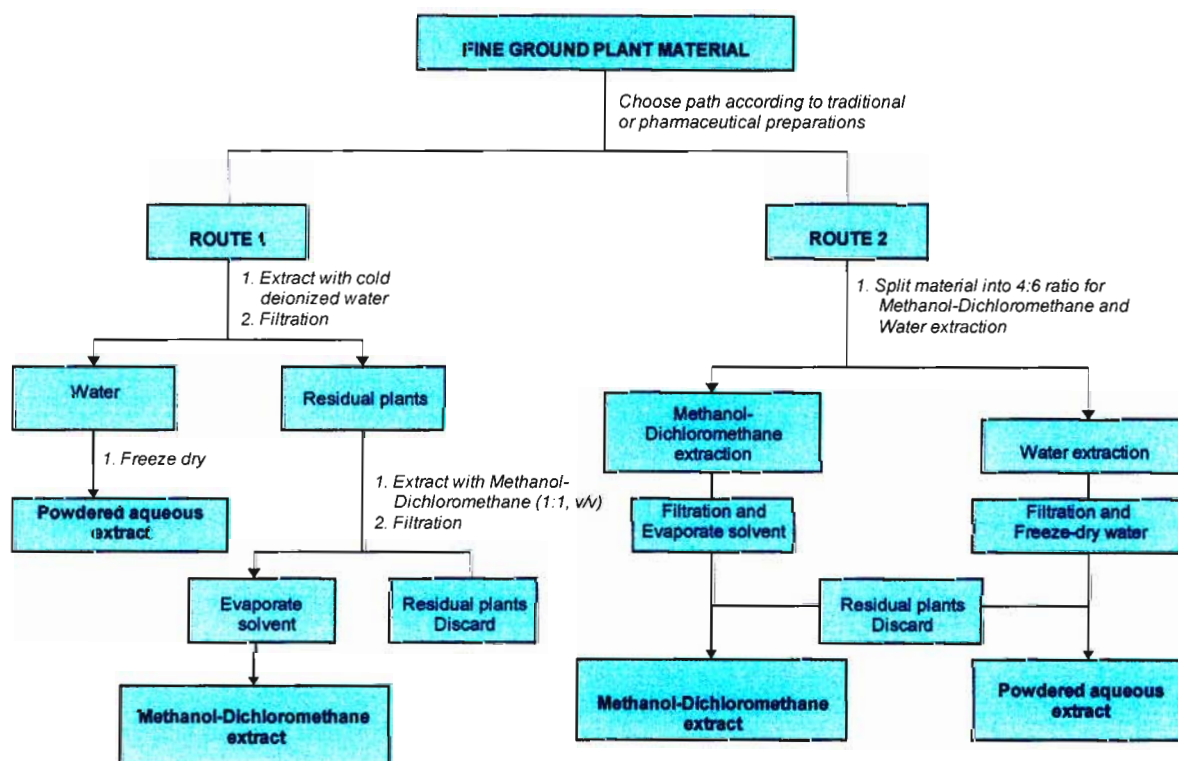 FINE GROUND PLANT MATERIAL
Choose path according to traditional
or pharmaceutical preparations
ROUTE 1
1. Extract with cold
deionized water
2. Filtration
Water
Residual plants
1. Freeze dry
Powdered aqueous
extract
1. Extract with Methanol-
Dichloromethane (1:1, v/v)
2. Filtration
Evaporate
solvent
Residual plants
Discard
Methanol-Dichloromethane
extract
ROUTE 2
1. Split material into 4:6 ratio for
Methanol-Dichloromethane and
Water extraction
Methanol-
Dichloromethane
extraction
Water extraction
Filtration and
Evaporate solvent
Filtration and
Freeze-dry water
Residual plants
Discard
Methanol-Dichloromethane
extract
Powdered aqueous
extract